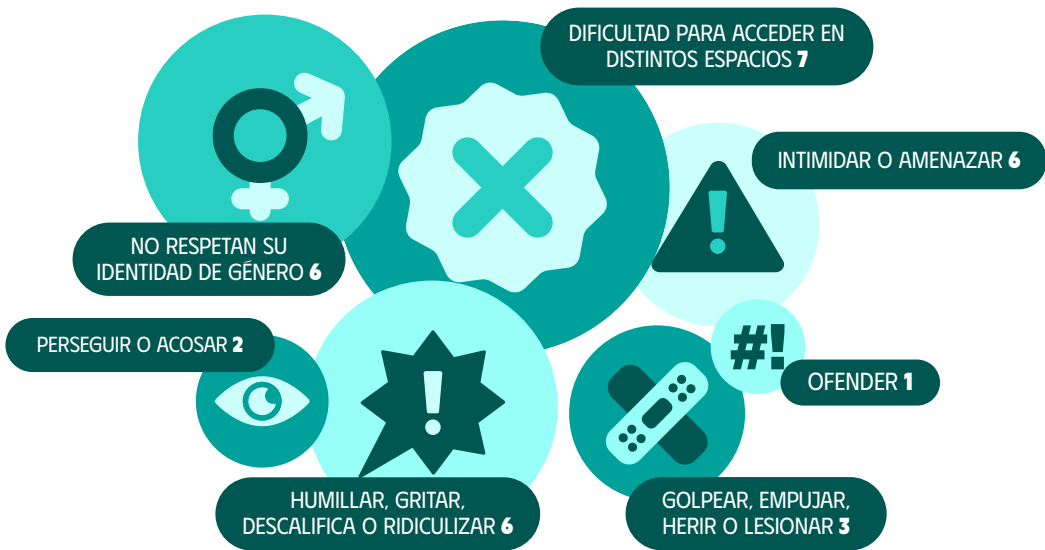 DIFICULTAD PARA ACCEDER EN
DISTINTOS ESPACIOS 7
INTIMIDAR O AMENAZAR 6
NO RESPETAN SU
IDENTIDAD DE GÉNERO 6
PERSEGUIR O ACOSAR 2
#!
OFENDER 1
HUMILLAR, GRITAR,
DESCALIFICA O RIDICULIZAR 6
GOLPEAR, EMPUJAR,
HERIR O LESIONAR 3